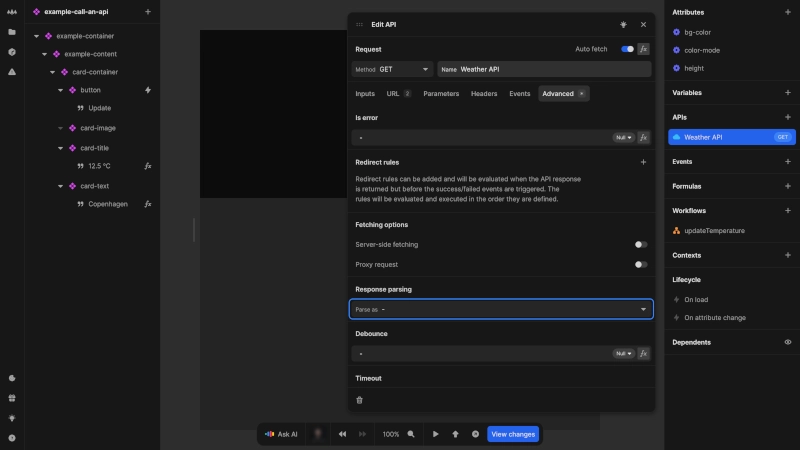 example-call-an-api
example-container
example-content
card-container
button
Update
card-image
card-title
12.5 °C
card-text
Copenhagen
Edit API
Request
Auto fetch
Method GET
Name Weather API
Inputs
URL 2
Parameters
Headers
Events
Advanced
Is error
Null
Redirect rules
Redirect rules can be added and will be evaluated when the API response
is returned but before the success/failed events are triggered. The
rules will be evaluated and executed in the order they are defined.
Fetching options
Server-side fetching
Proxy request
Response parsing
Parse as -
Debounce
Null
Timeout
Ask AI
100%
View changes
Attributes
bg-color
color-mode
height
Variables
APIs
Weather API GET
Events
Formulas
Workflows
updateTemperature
Contexts
Lifecycle
On load
On attribute change
Dependents